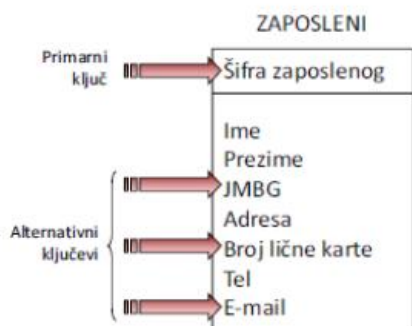 ZAPOSLENI
Primarni
ključ
Šifra zaposlenog
Ime
Prezime
JMBG
Adresa
Alternativni
ključevi
Broj lične karte
Tel
E-mail